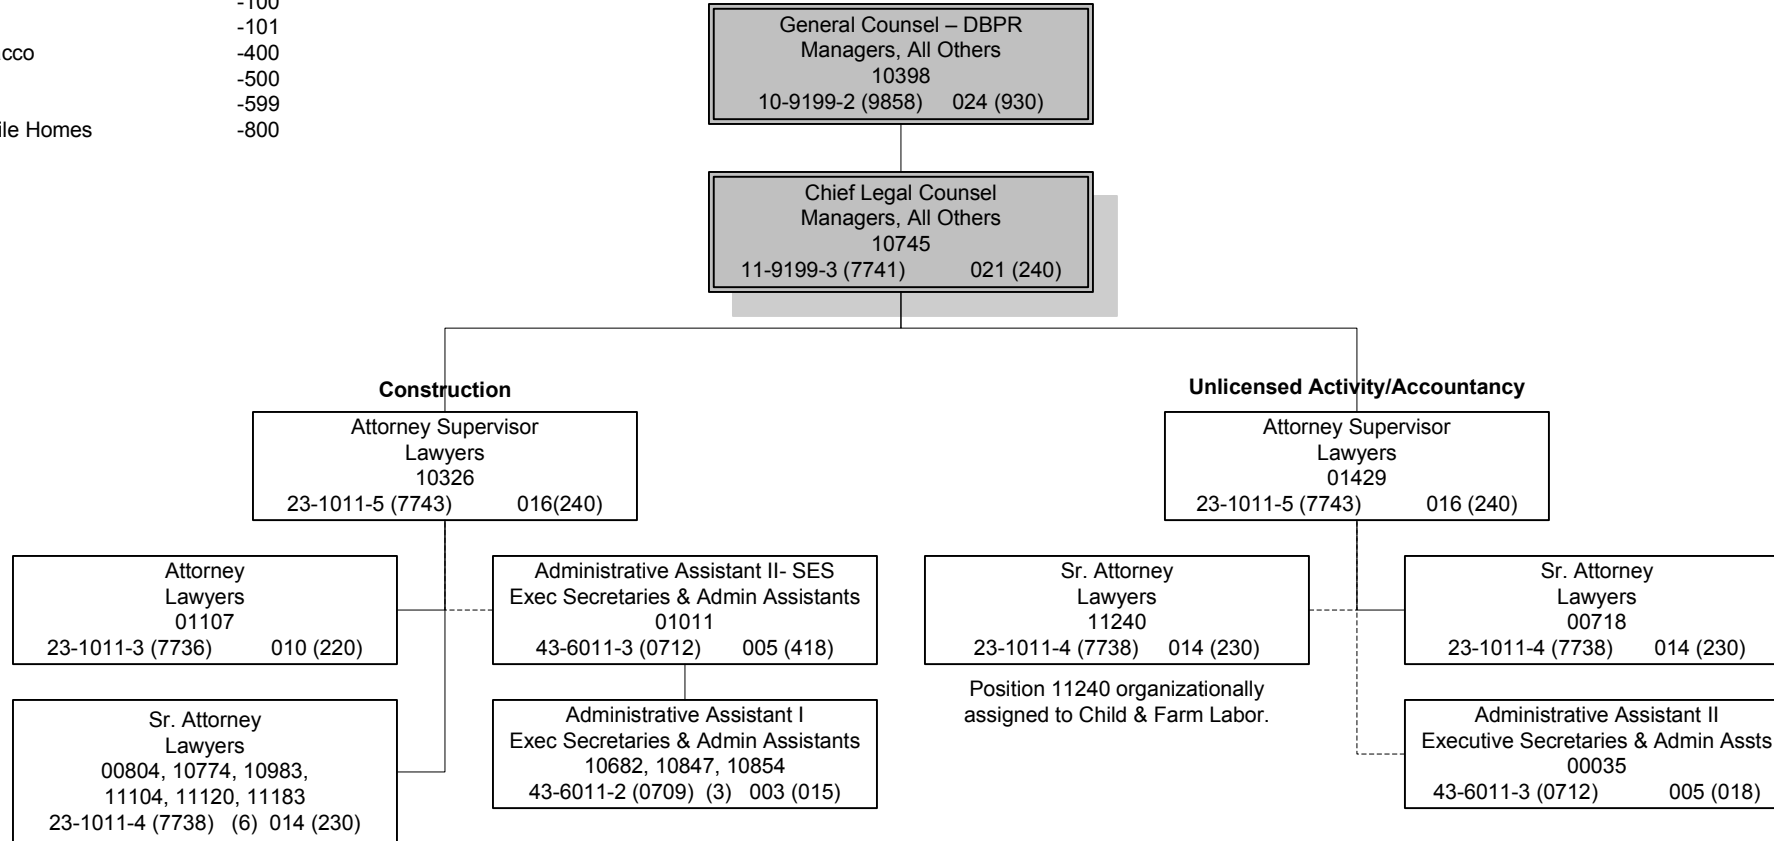 -100
-101
cco -400
-500
-599
ile Homes -800
General Counsel – DBPR
Managers, All Others
10398
10-9199-2 (9858) 024 (930)
Chief Legal Counsel
Managers, All Others
10745
11-9199-3 (7741) 021 (240)
Construction
Attorney Supervisor
Lawyers
10326
23-1011-5 (7743) 016(240)
Attorney
Lawyers
01107
23-1011-3 (7736) 010 (220)
Administrative Assistant II- SES
Exec Secretaries & Admin Assistants
01011
43-6011-3 (0712) 005 (418)
Sr. Attorney
Lawyers
00804, 10774, 10983,
11104, 11120, 11183
23-1011-4 (7738) (6) 014 (230)
Administrative Assistant I
Exec Secretaries & Admin Assistants
10682, 10847, 10854
43-6011-2 (0709) (3) 003 (015)
Unlicensed Activity/Accountancy
Attorney Supervisor
Lawyers
01429
23-1011-5 (7743) 016 (240)
Sr. Attorney
Lawyers
11240
23-1011-4 (7738) 014 (230)
Position 11240 organizationally
assigned to Child & Farm Labor.
Sr. Attorney
Lawyers
00718
23-1011-4 (7738) 014 (230)
Administrative Assistant II
Executive Secretaries & Admin Assts
00035
43-6011-3 (0712) 005 (018)